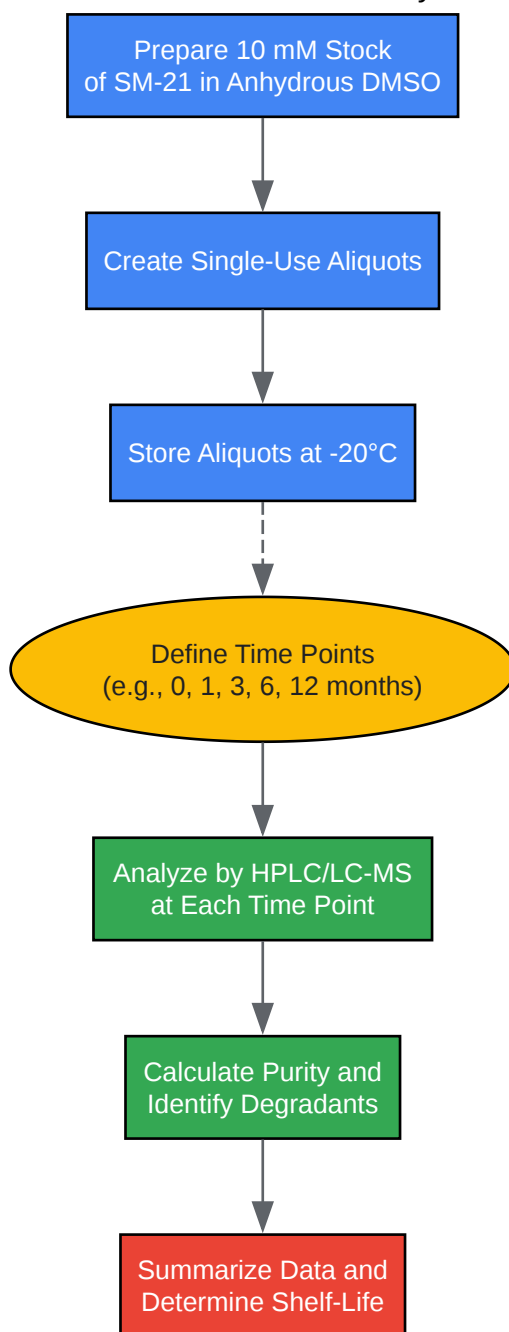 Prepare 10 mM Stock
of SM-21 in Anhydrous DMSO
Create Single-Use Aliquots
Store Aliquots at -20°C
Define Time Points
(e.g., 0, 1, 3, 6, 12 months)
Analyze by HPLC/LC-MS
at Each Time Point
Calculate Purity and
Identify Degradants
Summarize Data and
Determine Shelf-Life